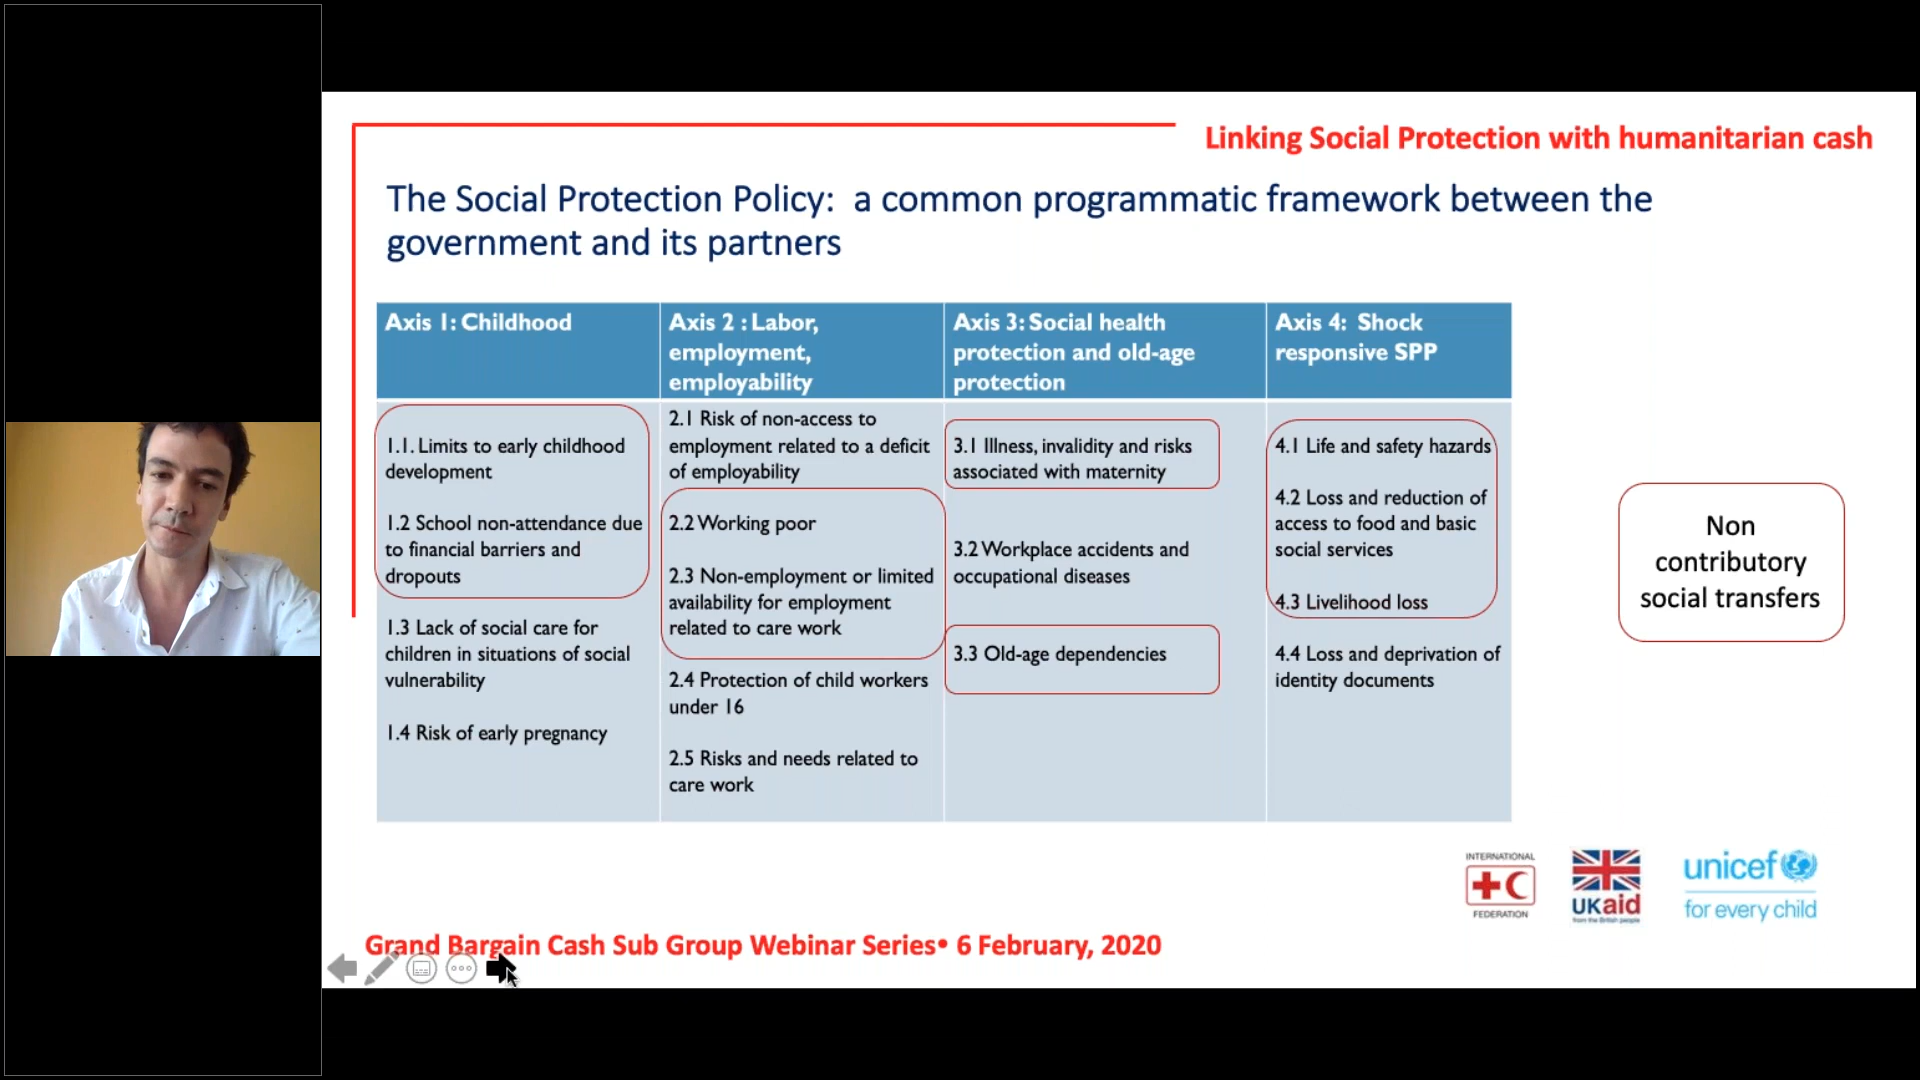 Linking Social Protection with humanitarian cash
The Social Protection Policy: a common programmatic framework between the
government and its partners
Axis 1: Childhood
1.1. Limits to early childhood
development
1.2 School non-attendance due
to financial barriers and
dropouts
1.3 Lack of social care for
children in situations of social
vulnerability
1.4 Risk of early pregnancy
Axis 2 : Labor,
employment,
employability
2.1 Risk of non-access to
employment related to a deficit
of employability
2.2 Working poor
2.3 Non-employment or limited
availability for employment
related to care work
2.4 Protection of child workers
under 16
2.5 Risks and needs related to
care work
Axis 3: Social health
protection and old-age
protection
3.1 Illness, invalidity and risks
associated with maternity
3.2 Workplace accidents and
occupational diseases
3.3 Old-age dependencies
Axis 4: Shock
responsive SPP
4.1 Life and safety hazards
4.2 Loss and reduction of
access to food and basic
social services
4.3 Livelihood loss
4.4 Loss and deprivation of
identity documents
Non
contributory
social transfers
INTERNATIONAL
FEDERATION
UKaid
from the British people
unicef
for every child
Grand Bargain Cash Sub Group Webinar Series• 6 February, 2020